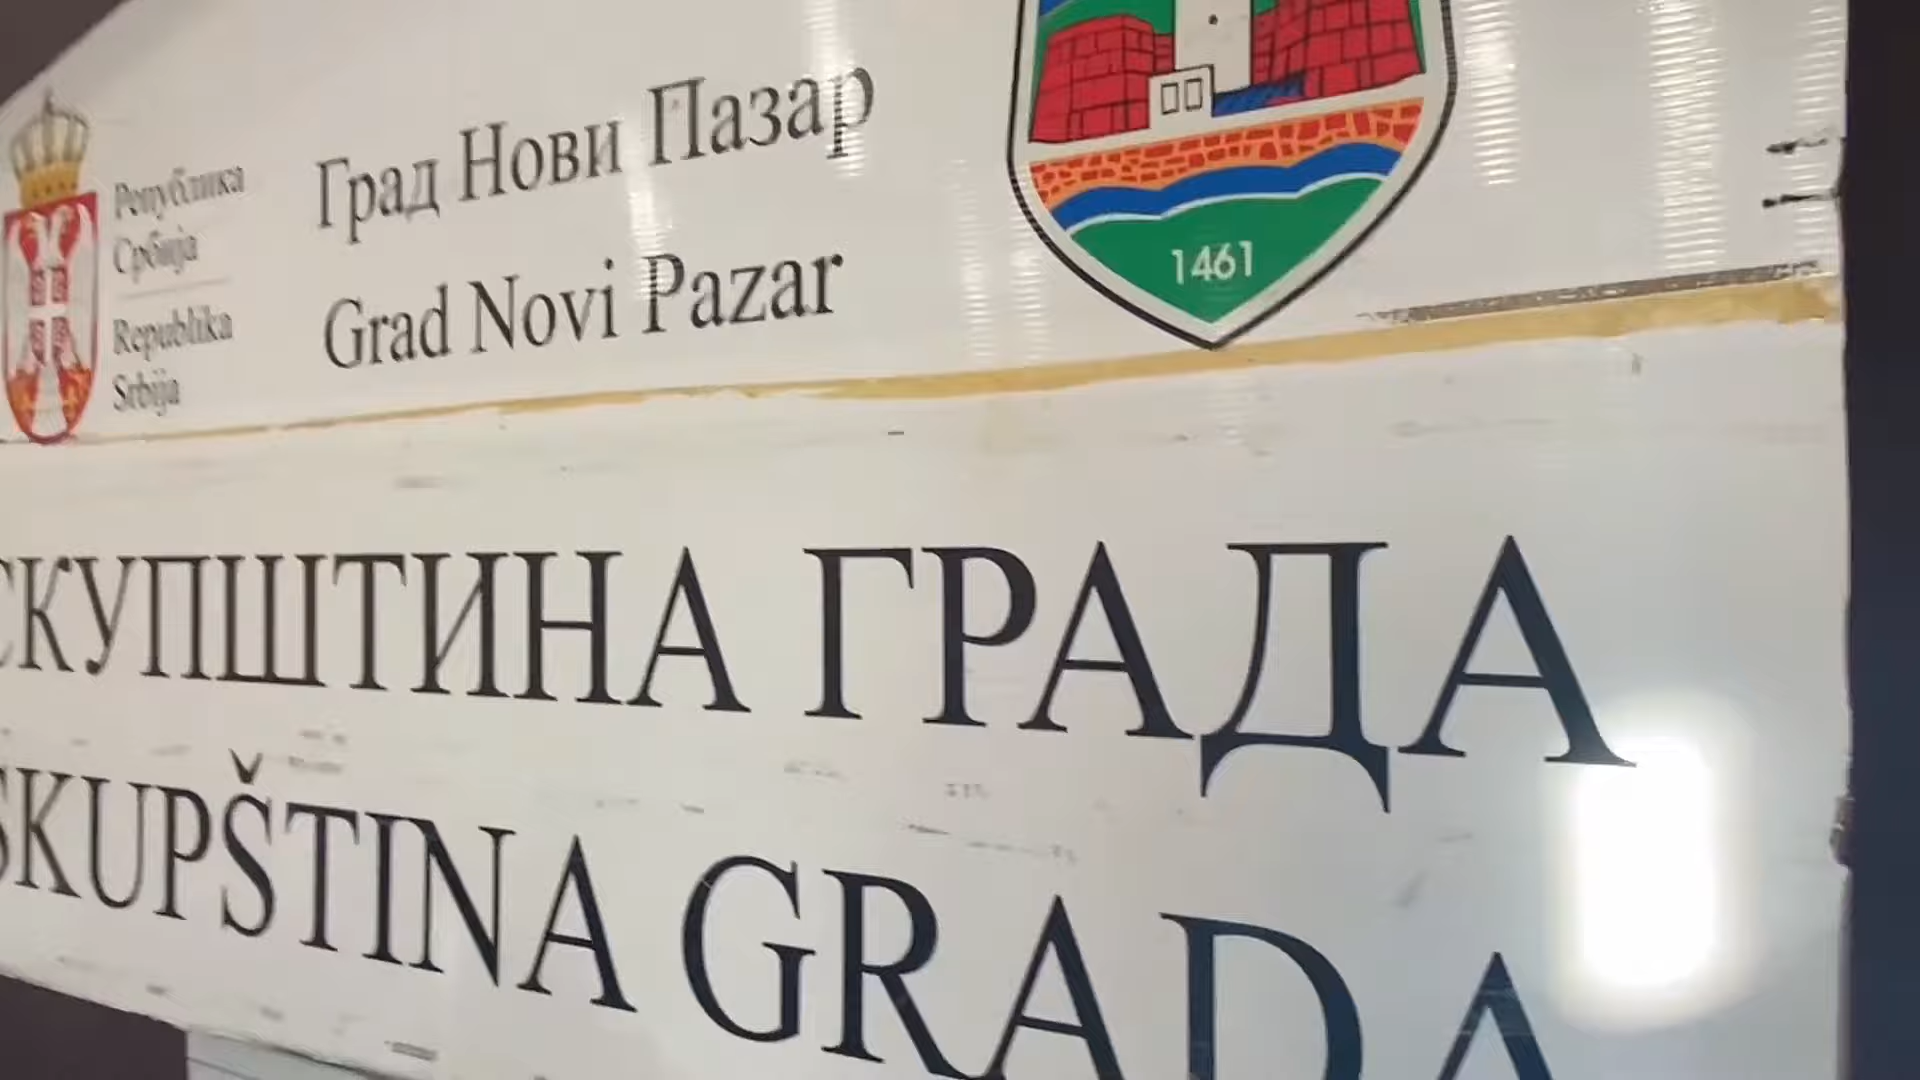 Република
Србија
Republika
Srbija
Град Нови Пазар
Grad Novi Pazar
1461
СКУПШТИНА ГРАДА
SKUPŠTINA GRADA